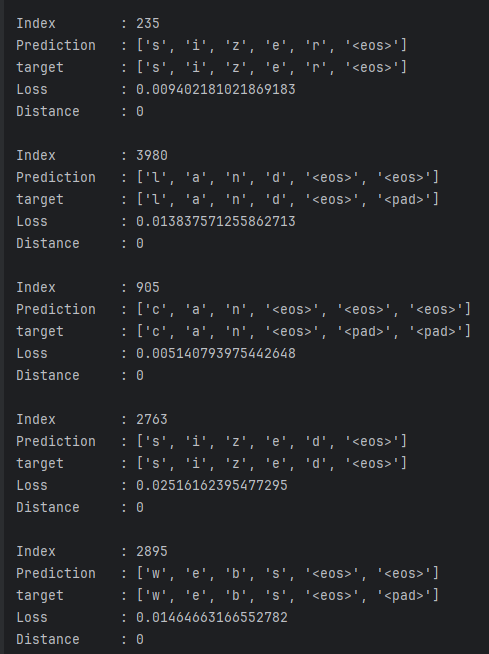 Index : 235
Prediction : ['s', 'i', 'z', 'e', 'r', '<eos>']
target : ['s', 'i', 'z', 'e', 'r', '<eos>']
Loss : 0.009402181021869183
Distance : 0
Index : 3980
Prediction : ['l', 'a', 'n', 'd', '<eos>', '<eos>']
target : ['l', 'a', 'n', 'd', '<eos>', '<pad>']
Loss : 0.013837571255862713
Distance : 0
Index : 905
Prediction : ['c', 'a', 'n', '<eos>', '<eos>', '<eos>']
target : ['c', 'a', 'n', '<eos>', '<pad>', '<pad>']
Loss : 0.005140793975442648
Distance : 0
Index : 2763
Prediction : ['s', 'i', 'z', 'e', 'd', '<eos>']
target : ['s', 'i', 'z', 'e', 'd', '<eos>']
Loss : 0.02516162395477295
Distance : 0
Index : 2895
Prediction : ['w', 'e', 'b', 's', '<eos>', '<eos>']
target : ['w', 'e', 'b', 's', '<eos>', '<pad>']
Loss : 0.01464663166552782
Distance : 0